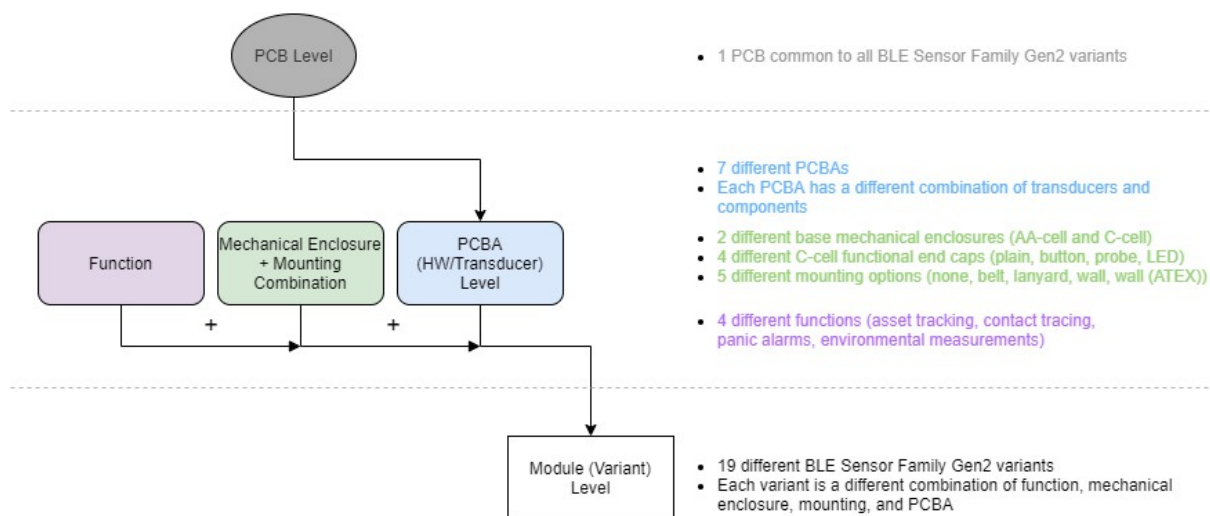 PCB Level
• 1 PCB common to all BLE Sensor Family Gen2 variants
• 7 different PCBAs
• Each PCBA has a different combination of transducers and
components
Function
Mechanical Enclosure
+ Mounting
Combination
PCBA
(HW/Transducer)
Level
• 2 different base mechanical enclosures (AA-cell and C-cell)
• 4 different C-cell functional end caps (plain, button, probe, LED)
• 5 different mounting options (none, belt, lanyard, wall, wall (ATEX))
+
+
• 4 different functions (asset tracking, contact tracing,
panic alarms, environmental measurements)
Module (Variant)
Level
• 19 different BLE Sensor Family Gen2 variants
• Each variant is a different combination of function, mechanical
enclosure, mounting, and PCBA